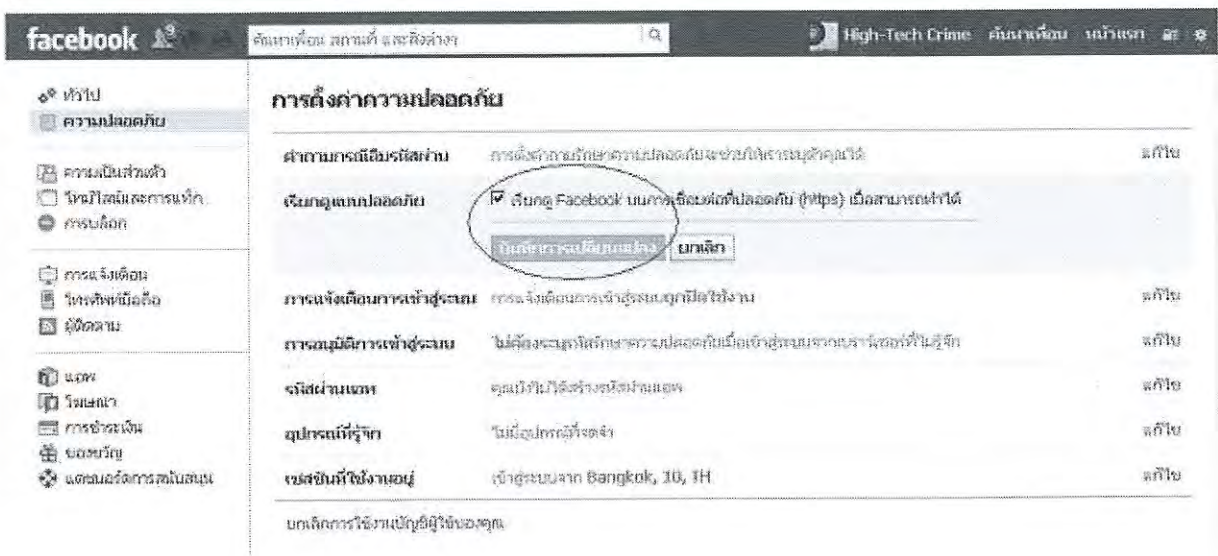 facebook 9 ค้นหาเพื่อน สถานที่ และสิ่งต่างๆ High-Tech Crime ค้นหาเพื่อน หน้าแรก
ทั่วไป
ความปลอดภัย
ความเป็นส่วนตัว
ไทม์ไลน์และการแท็ก
การบล็อก
การแจ้งเตือน
โทรศัพท์มือถือ
ผู้ติดตาม
แอพ
โฆษณา
การชำระเงิน
ของขวัญ
แดชบอร์ดการสนับสนุน
การตั้งค่าความปลอดภัย
คำถามกรณีลืมรหัสผ่าน การตั้งคำถามรักษาความปลอดภัยจะช่วยให้เราระบุตัวคุณได้ แก้ไข
เรียกดูแบบปลอดภัย เรียกดู Facebook บนการเชื่อมต่อที่ปลอดภัย (https) เมื่อสามารถทำได้
บันทึกการเปลี่ยนแปลง ยกเลิก
การแจ้งเตือนการเข้าสู่ระบบ การแจ้งเตือนการเข้าสู่ระบบถูกปิดใช้งาน แก้ไข
การอนุมัติการเข้าสู่ระบบ ไม่ต้องระบุรหัสรักษาความปลอดภัยเมื่อเข้าสู่ระบบจากเบราว์เซอร์ที่ไม่รู้จัก แก้ไข
รหัสผ่านแอพ คุณยังไม่ได้สร้างรหัสผ่านแอพ แก้ไข
อุปกรณ์ที่รู้จัก ไม่มีอุปกรณ์ที่จดจำ แก้ไข
เซสชันที่ใช้งานอยู่ เข้าสู่ระบบจาก Bangkok, 10, TH แก้ไข
ยกเลิกการใช้งานบัญชีผู้ใช้ของคุณ